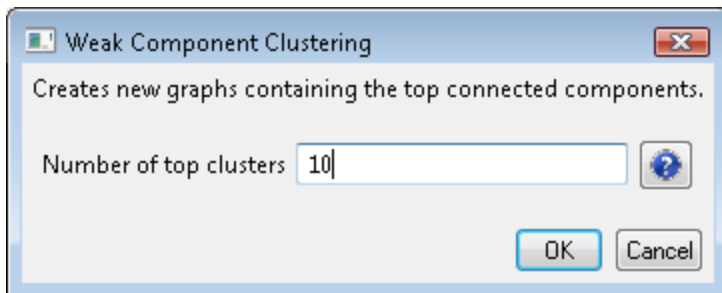 Weak Component Clustering
Creates new graphs containing the top connected components.
Number of top clusters 10
OK Cancel